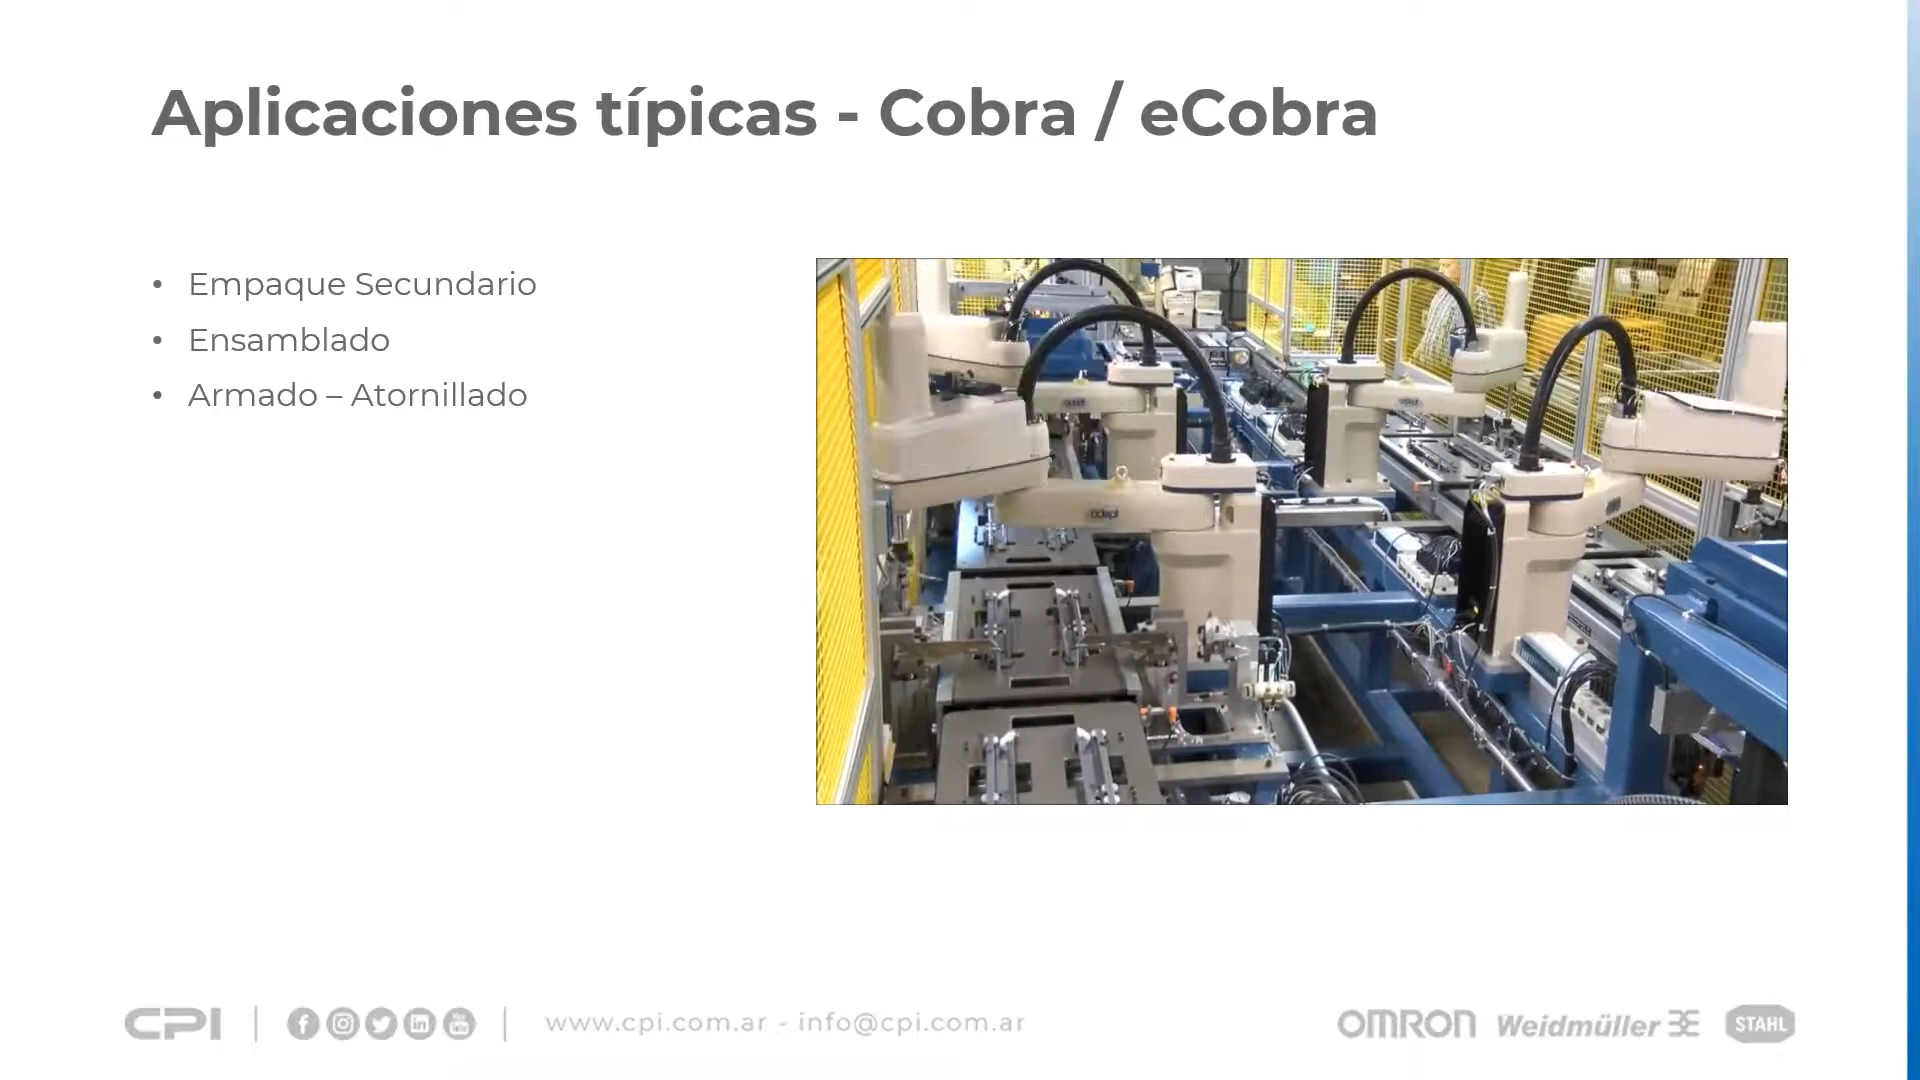 Aplicaciones típicas - Cobra / eCobra
• Empaque Secundario
• Ensamblado
• Armado – Atornillado
adept
CPI
www.cpi.com.ar - info@cpi.com.ar
OMRON
Weidmüller
STAHL